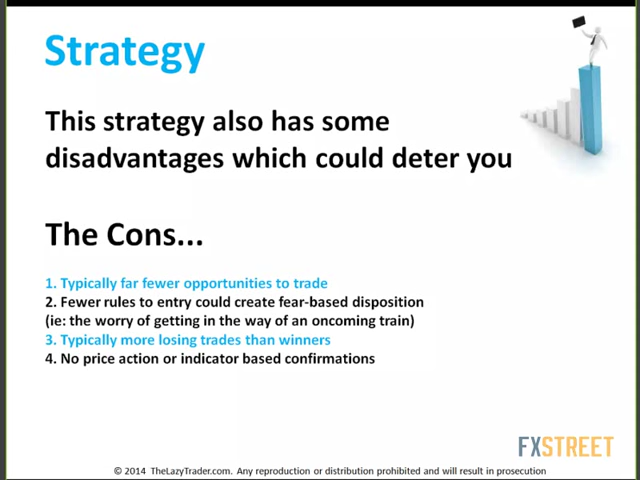 Strategy
This strategy also has some
disadvantages which could deter you
The Cons...
1. Typically far fewer opportunities to trade
2. Fewer rules to entry could create fear-based disposition
(ie: the worry of getting in the way of an oncoming train)
3. Typically more losing trades than winners
4. No price action or indicator based confirmations
FXSTREET
© 2014 TheLazyTrader.com. Any reproduction or distribution prohibited and will result in prosecution